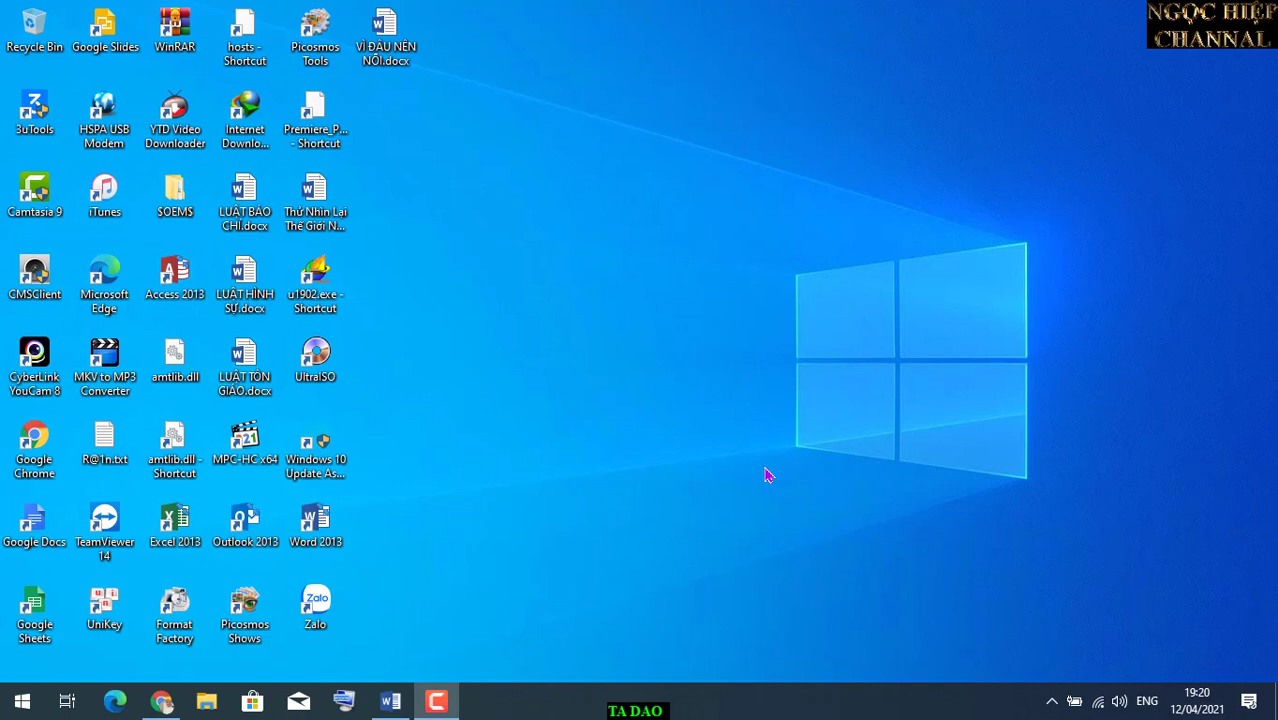 Recycle Bin
Google Slides
WinRAR
hosts -
Shortcut
Picosmos
Tools
VÌ ĐÂU NÊN
NỖI.docx
NGỌC HIỆP
CHANNAL
3uTools
HSPA USB
Modem
YTD Video
Downloader
Internet
Downlo...
Premiere_P...
- Shortcut
Camtasia 9
iTunes
$OEM$
LUẬT BÁO
CHÍ.docx
Thử Nhìn Lại
Thế Giới N...
CMSClient
Microsoft
Edge
Access 2013
LUẬT HÌNH
SỰ.docx
u1902.exe -
Shortcut
CyberLink
YouCam 8
MKV to MP3
Converter
amtlib.dll
LUẬT TÔN
GIÁO.docx
UltraISO
Google
Chrome
R@1n.txt
amtlib.dll -
Shortcut
MPC-HC x64
Windows 10
Update As...
Google Docs
TeamViewer
14
Excel 2013
Outlook 2013
Word 2013
Google
Sheets
UniKey
Format
Factory
Picosmos
Shows
Zalo
ENG
19:20
12/04/2021
TA DAO